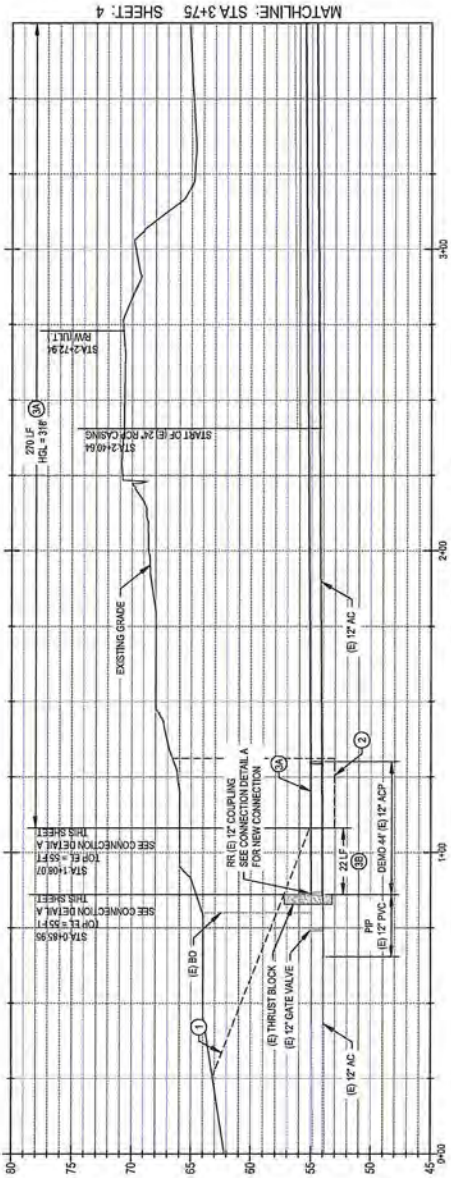 MATCHLINE: STA 3+75 SHEET: 4
80
75
70
65
60
55
50
45
0+00
1+00
2+00
3+00
270 LF 3A
HGL = 318'
STA:2+72.94
R/W (ULT)
STA:2+40.64
START OF (E) 24" RCP CASING
EXISTING GRADE
STA:1+08.07
TOP EL = 55 FT
SEE CONNECTION DETAIL A
THIS SHEET
STA:0+85.95
TOP EL = 55 FT
SEE CONNECTION DETAIL A
THIS SHEET
RR (E) 12" COUPLING
SEE CONNECTION DETAIL A
FOR NEW CONNECTION
(E) BO
1
(E) THRUST BLOCK
(E) 12" GATE VALVE
3A
2
22 LF
3B
(E) 12" AC
(E) 12" AC
PIP
(E) 12" PVC
DEMO 44' (E) 12" ACP